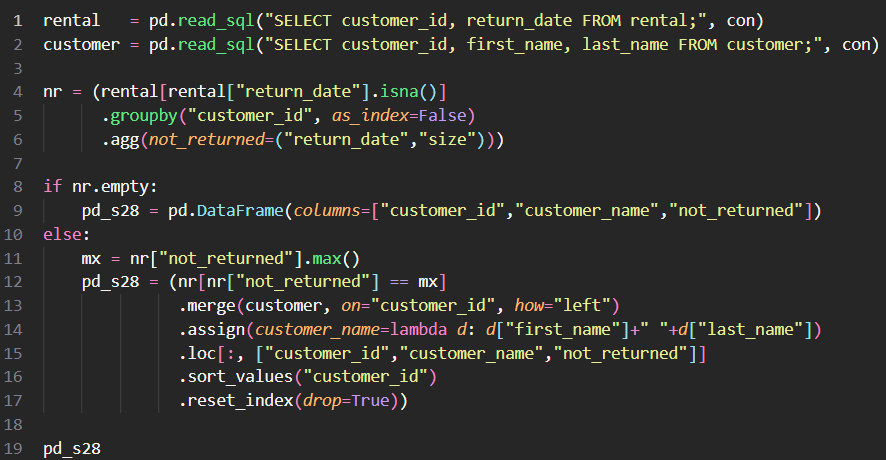 1 rental   = pd.read_sql("SELECT customer_id, return_date FROM rental;", con)
2 customer = pd.read_sql("SELECT customer_id, first_name, last_name FROM customer;", con)
3
4 nr = (rental[rental["return_date"].isna()]
5       .groupby("customer_id", as_index=False)
6       .agg(not_returned=("return_date","size")))
7
8 if nr.empty:
9     pd_s28 = pd.DataFrame(columns=["customer_id","customer_name","not_returned"])
10 else:
11     mx = nr["not_returned"].max()
12     pd_s28 = (nr[nr["not_returned"] == mx]
13               .merge(customer, on="customer_id", how="left")
14               .assign(customer_name=lambda d: d["first_name"]+" "+d["last_name"])
15               .loc[:, ["customer_id","customer_name","not_returned"]]
16               .sort_values("customer_id")
17               .reset_index(drop=True))
18
19 pd_s28